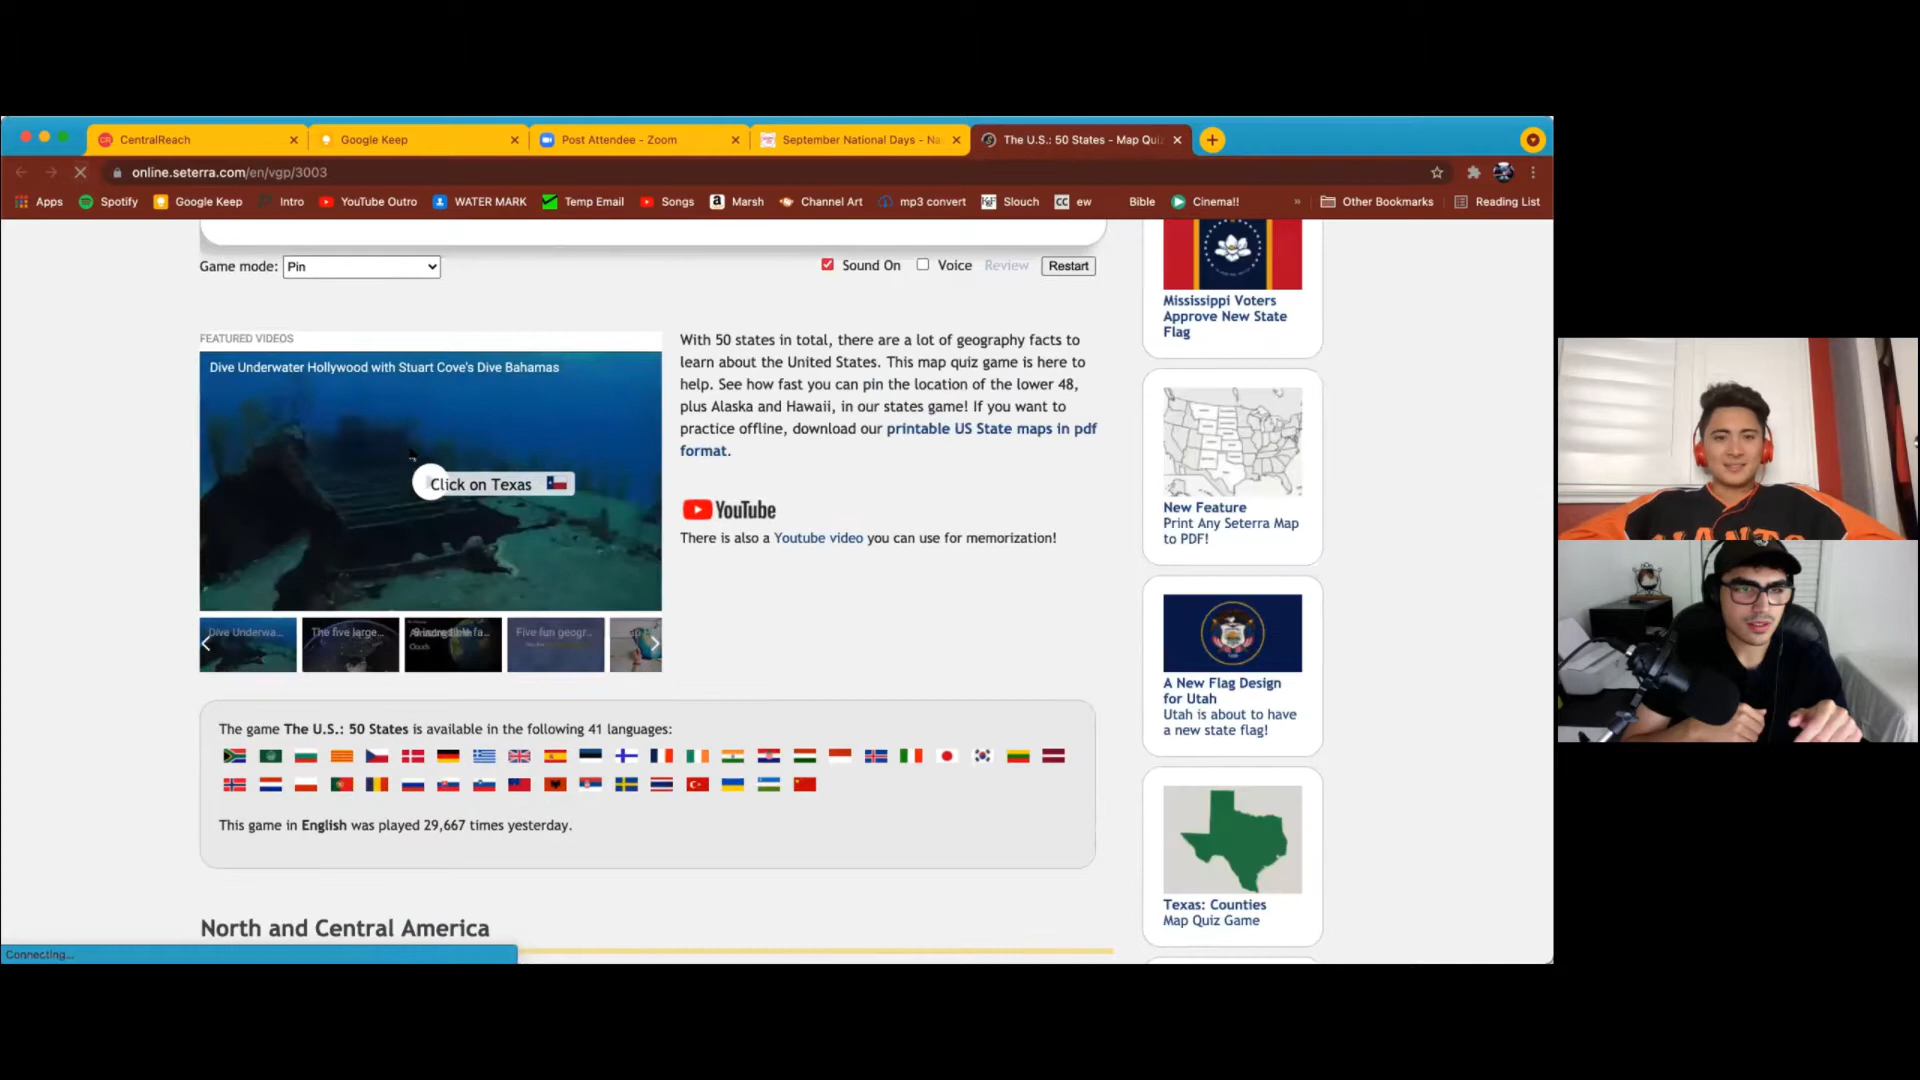 CentralReach
Google Keep
Post Attendee - Zoom
September National Days - Na
The U.S.: 50 States - Map Qui
online.seterra.com/en/vgp/3003
Apps
Spotify
Google Keep
Intro
YouTube Outro
WATER MARK
Temp Email
Songs
Marsh
Channel Art
mp3 convert
Slouch
CC ew
Bible
Cinema!!
»
Other Bookmarks
Reading List
Game mode: Pin
Sound On
Voice
Review
Restart
FEATURED VIDEOS
Dive Underwater Hollywood with Stuart Cove's Dive Bahamas
Click on Texas
Dive Underwa...
The five large...
Five fun geogr...
With 50 states in total, there are a lot of geography facts to
learn about the United States. This map quiz game is here to
help. See how fast you can pin the location of the lower 48,
plus Alaska and Hawaii, in our states game! If you want to
practice offline, download our printable US State maps in pdf
format.
YouTube
There is also a Youtube video you can use for memorization!
The game The U.S.: 50 States is available in the following 41 languages:
This game in English was played 29,667 times yesterday.
North and Central America
Connecting...
Mississippi Voters
Approve New State
Flag
New Feature
Print Any Seterra Map
to PDF!
A New Flag Design
for Utah
Utah is about to have
a new state flag!
Texas: Counties
Map Quiz Game